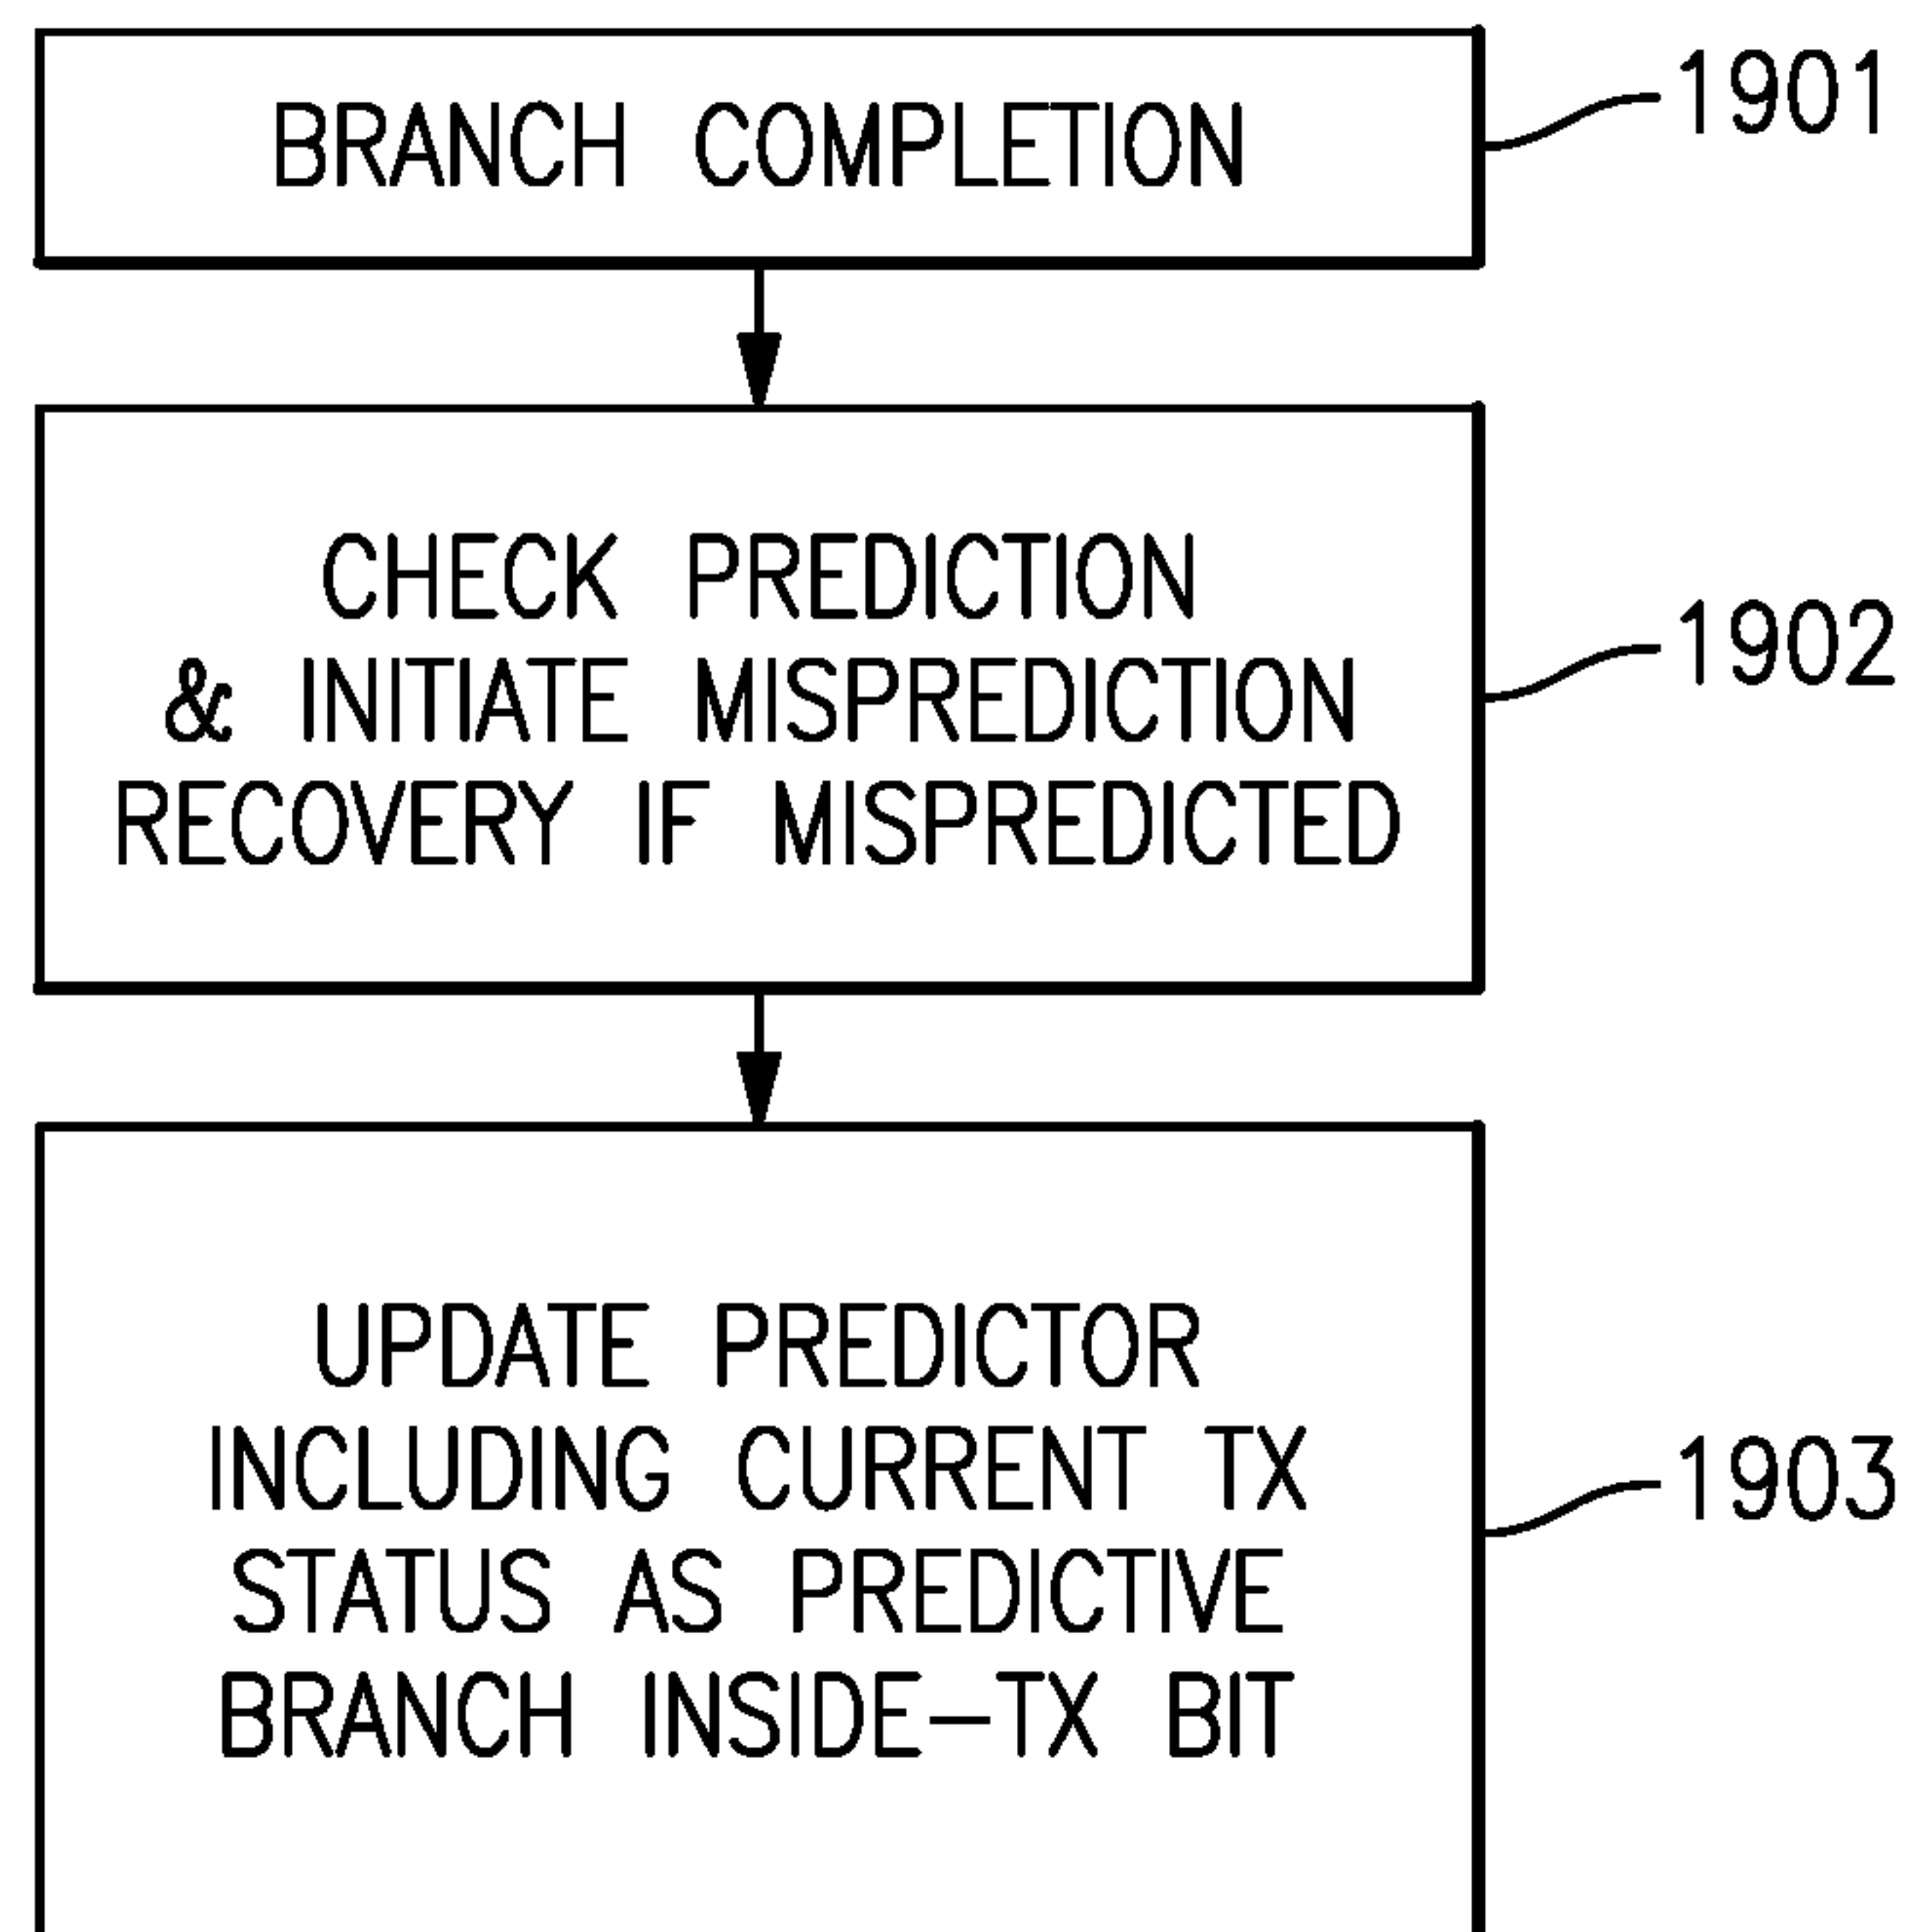 BRANCH COMPLETION
1901
CHECK PREDICTION
& INITIATE MISPREDICTION
RECOVERY IF MISPREDICTED
1902
UPDATE PREDICTOR
INCLUDING CURRENT TX
STATUS AS PREDICTIVE
BRANCH INSIDE-TX BIT
1903